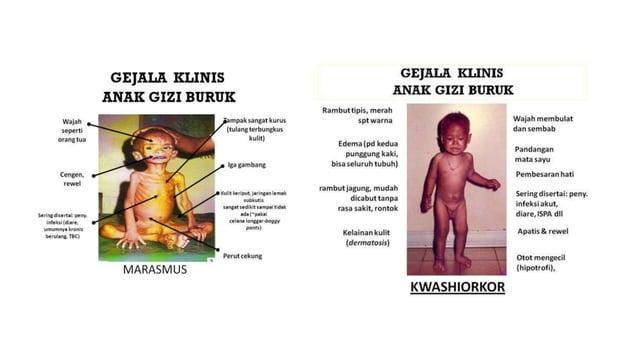 GEJALA KLINIS
ANAK GIZI BURUK
Wajah
seperti
orang tua
Cengeng,
rewel
Sering disertai: peny.
infeksi (diare,
umumnya kronis
berulang, TBC)
Tampak sangat kurus
(tulang terbungkus
kulit)
Iga gambang
Kulit keriput, jaringan lemak
subkutis
sangat sedikit sampai tidak
ada (~pakai
celana longgar-baggy
pants)
Perut cekung
MARASMUS
GEJALA KLINIS
ANAK GIZI BURUK
Rambut tipis, merah
spt warna
Edema (pd kedua
punggung kaki,
bisa seluruh tubuh)
rambut jagung, mudah
dicabut tanpa
rasa sakit, rontok
Kelainan kulit
(dermatosis)
Wajah membulat
dan sembab
Pandangan
mata sayu
Pembesaran hati
Sering disertai: peny.
infeksi akut,
diare, ISPA dll
Apatis & rewel
Otot mengecil
(hipotrofi),
KWASHIORKOR